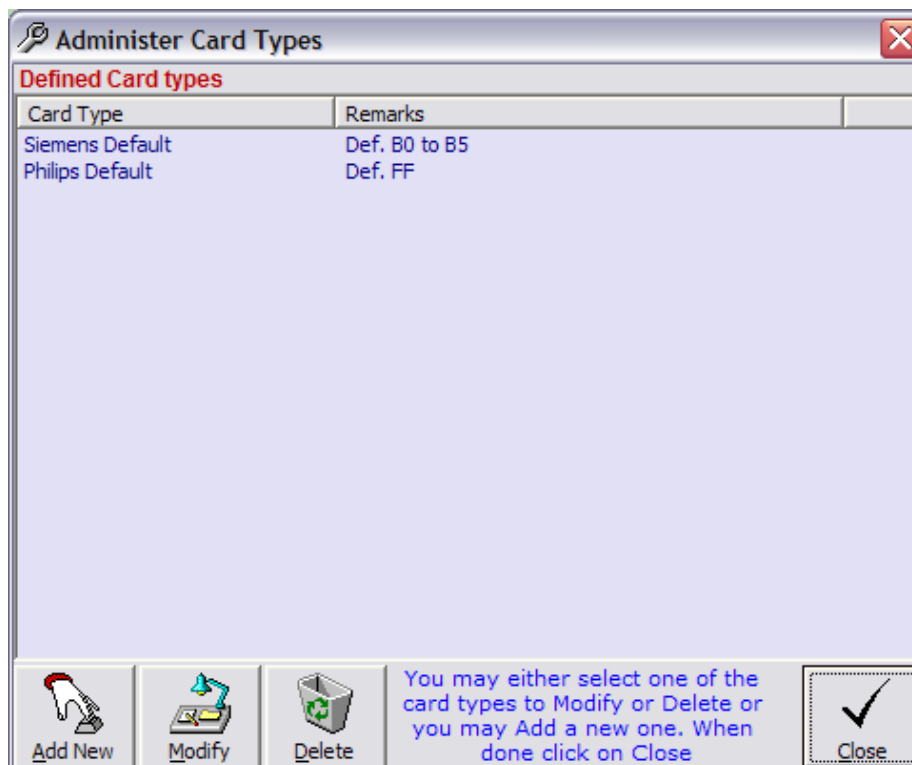 Administer Card Types
Defined Card types
Card Type Remarks
Siemens Default Def. B0 to B5
Philips Default Def. FF
You may either select one of the
card types to Modify or Delete or
you may Add a new one. When
done click on Close
Add New Modify Delete Close